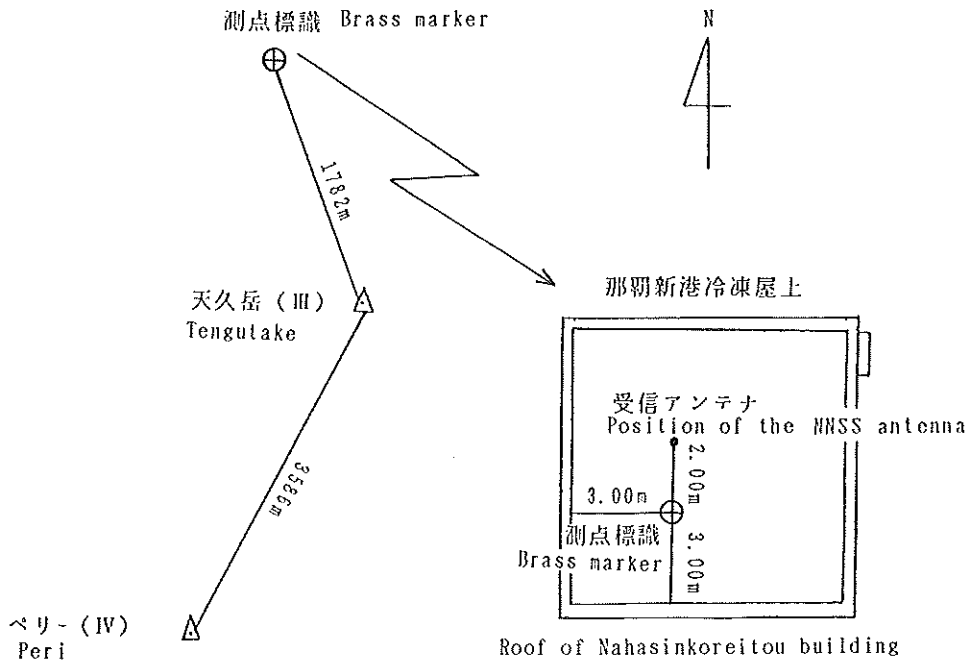 測点標識 Brass marker
N
1782m
天久岳 (III)
Tengutake
3586m
ペリ- (IV)
Peri
那覇新港冷凍屋上
受信アンテナ
Position of the NNSS antenna
2.00m
3.00m
測点標識
Brass marker
3.00m
Roof of Nahasinkoreitou building